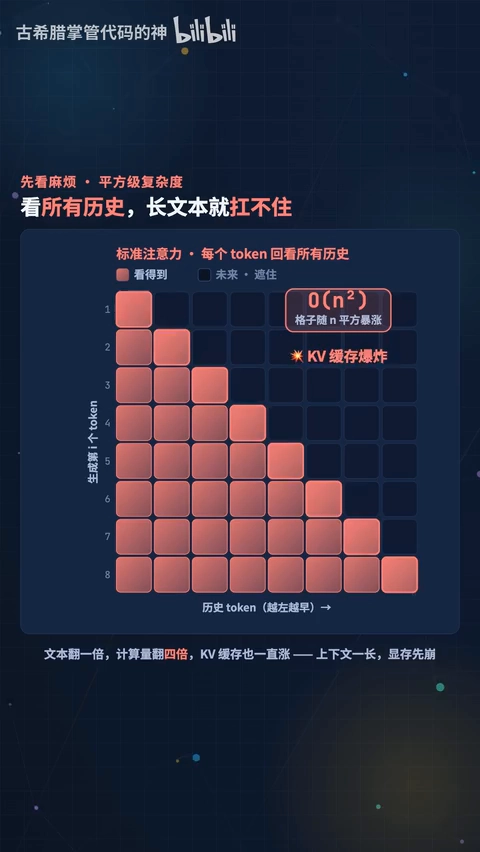 古希腊掌管代码的神 bilibili
先看麻烦 · 平方级复杂度
看所有历史，长文本就扛不住
标准注意力 · 每个 token 回看所有历史
看得到 未来 · 遮住
O(n²)
格子随 n 平方暴涨
💥 KV 缓存爆炸
1
2
3
4
5
6
7
8
生成第 i 个 token
历史 token（越左越早）→
文本翻一倍，计算量翻四倍，KV 缓存也一直涨 —— 上下文一长，显存先崩
bilibili